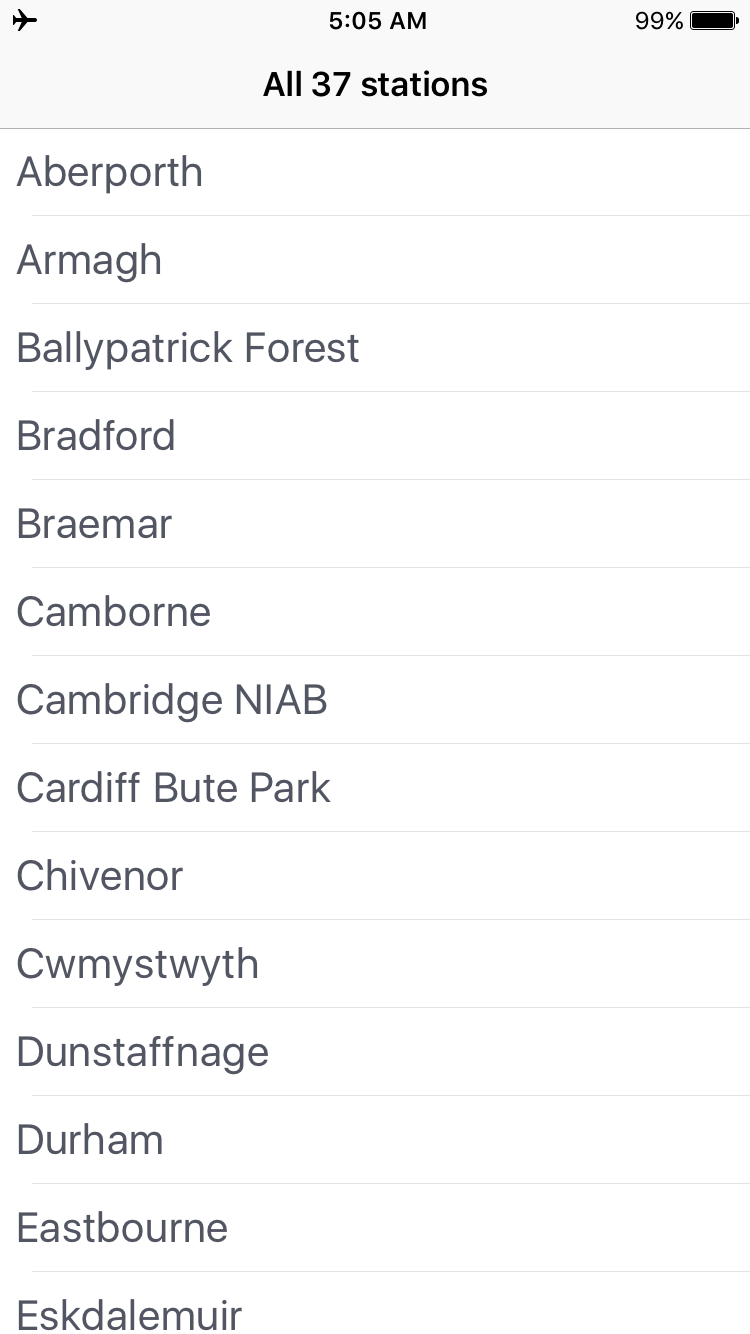 5:05 AM
99%
All 37 stations
Aberporth
Armagh
Ballypatrick Forest
Bradford
Braemar
Camborne
Cambridge NIAB
Cardiff Bute Park
Chivenor
Cwmystwyth
Dunstaffnage
Durham
Eastbourne
Eskdalemuir